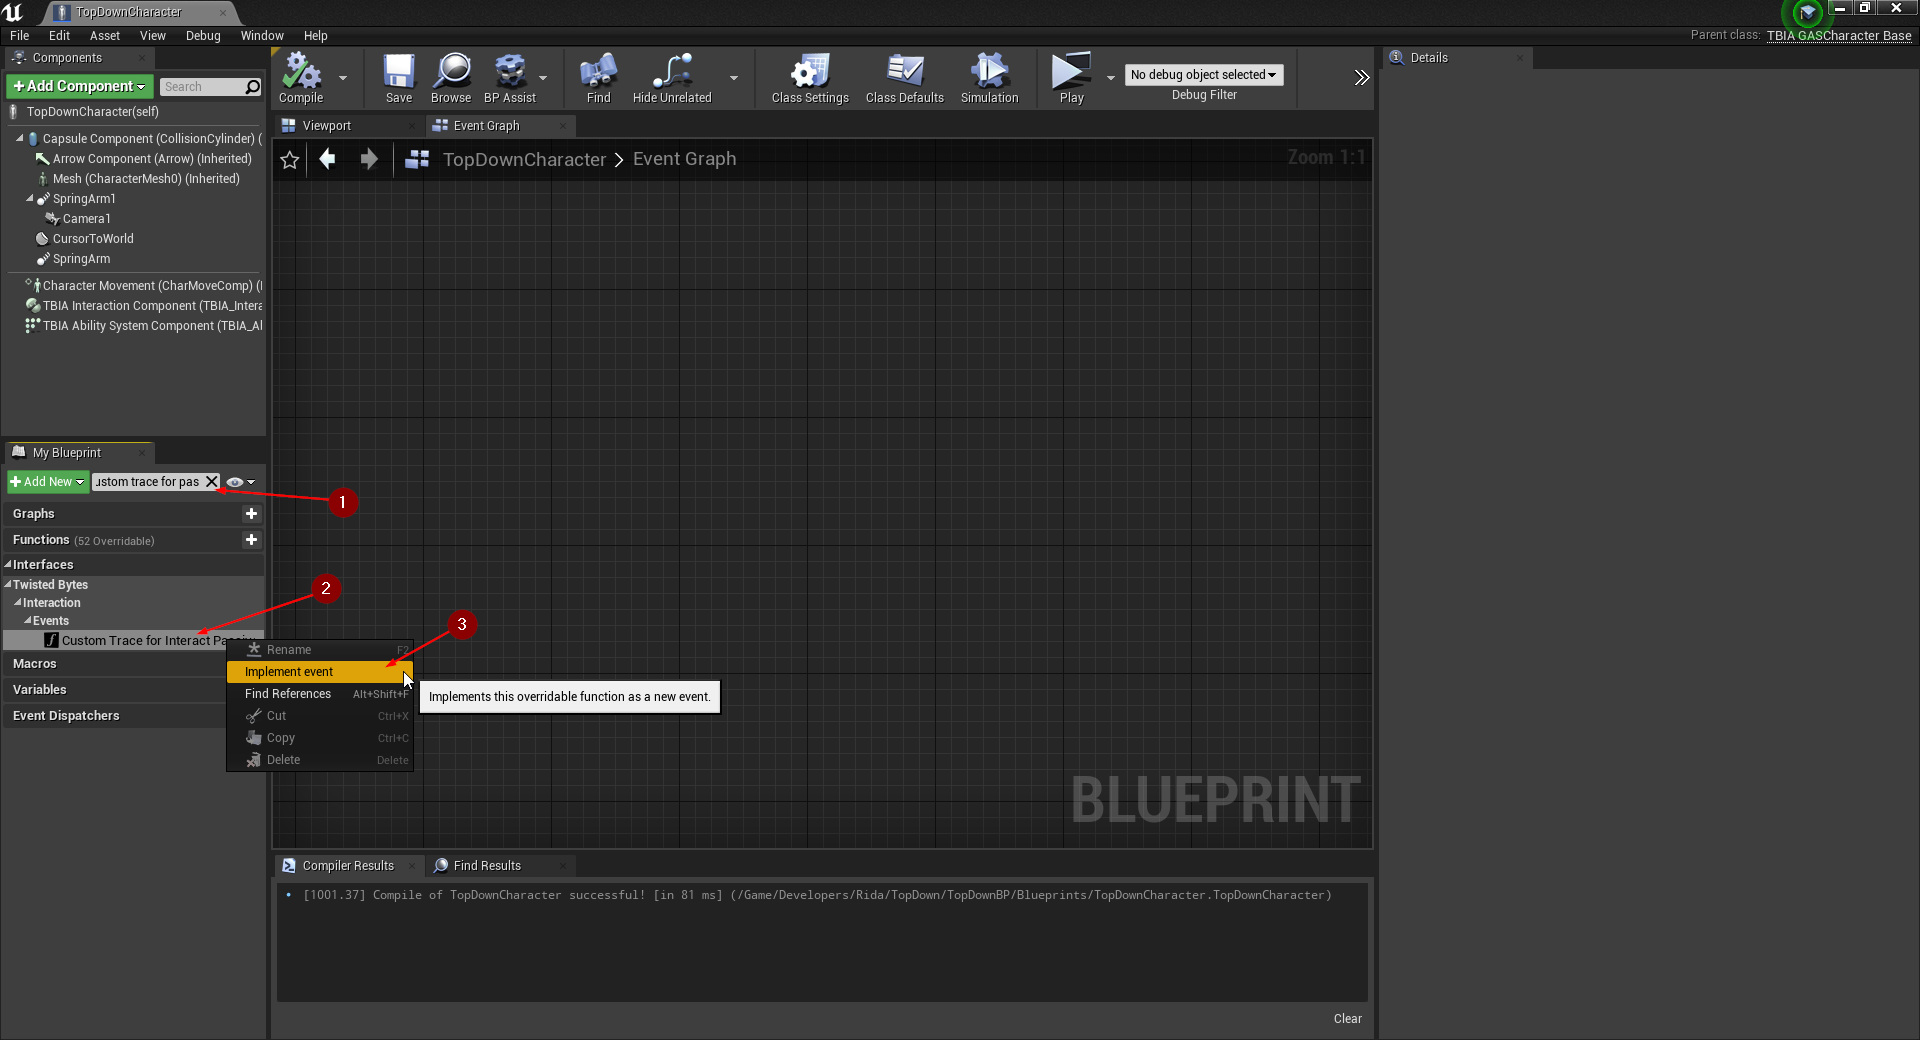 TopDownCharacter
File Edit Asset View Debug Window Help
Parent class: TBIA GASCharacter Base
Components
Add Component
Search
TopDownCharacter(self)
Capsule Component (CollisionCylinder) (
Arrow Component (Arrow) (Inherited)
Mesh (CharacterMesh0) (Inherited)
SpringArm1
Camera1
CursorToWorld
SpringArm
Character Movement (CharMoveComp) (I
TBIA Interaction Component (TBIA_Intera
TBIA Ability System Component (TBIA_Al
Compile
Save
Browse
BP Assist
Find
Hide Unrelated
Class Settings
Class Defaults
Simulation
Play
No debug object selected
Debug Filter
Details
Viewport
Event Graph
TopDownCharacter > Event Graph
Zoom 1:1
My Blueprint
Add New
ustom trace for pas
1
Graphs
Functions (52 Overridable)
Interfaces
Twisted Bytes
Interaction
Events
Custom Trace for Interact
2
3
Macros
Variables
Event Dispatchers
Rename F2
Implement event
Find References Alt+Shift+F
Cut Ctrl+X
Copy Ctrl+C
Delete Delete
Implements this overridable function as a new event.
BLUEPRINT
Compiler Results
Find Results
[1001.37] Compile of TopDownCharacter successful! [in 81 ms] (/Game/Developers/Rida/TopDown/TopDownBP/Blueprints/TopDownCharacter.TopDownCharacter)
Clear